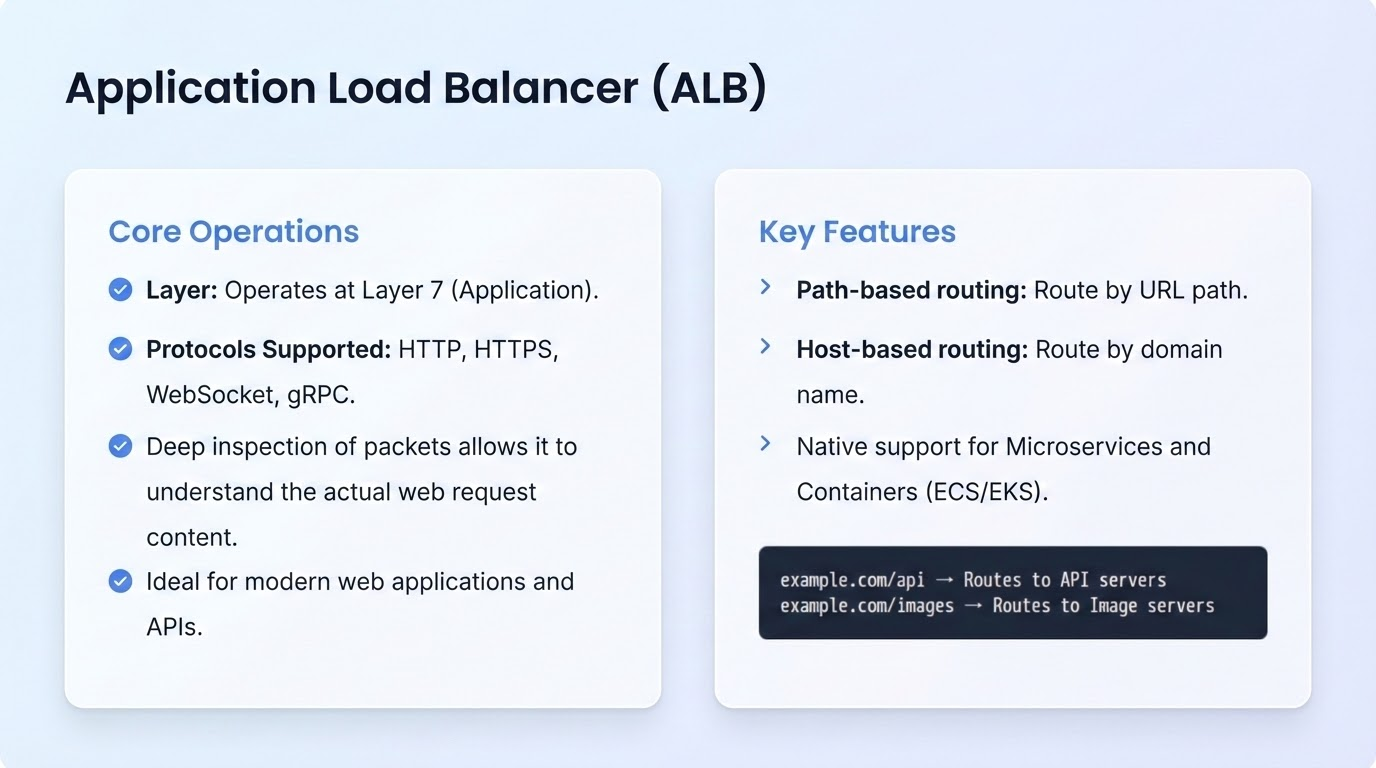 Application Load Balancer (ALB)
Core Operations
Layer: Operates at Layer 7 (Application).
Protocols Supported: HTTP, HTTPS,
WebSocket, gRPC.
Deep inspection of packets allows it to
understand the actual web request
content.
Ideal for modern web applications and
APIs.
Key Features
Path-based routing: Route by URL path.
Host-based routing: Route by domain
name.
Native support for Microservices and
Containers (ECS/EKS).
example.com/api → Routes to API servers
example.com/images → Routes to Image servers